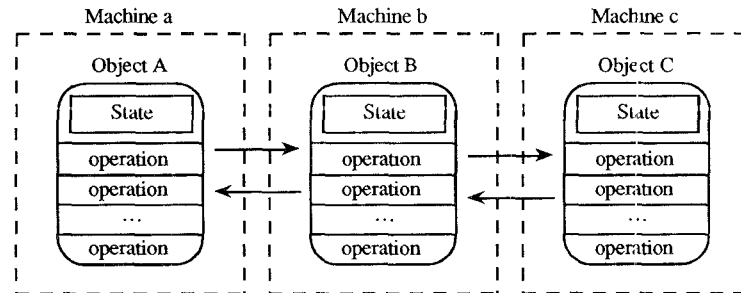 Machine a
Machine b
Machine c
Object A
Object B
Object C
State
State
State
operation
operation
operation
operation
operation
operation
...
...
...
operation
operation
operation